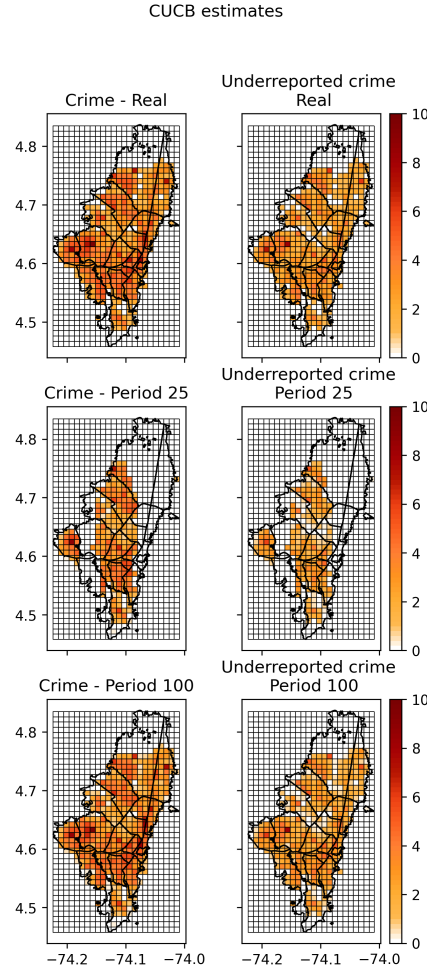 CUCB estimates
Underreported crime
Crime - Real
Real
10
4.8
8
4.7
6
4
4.6
2
4.5
0
Underreported crime
Crime - Period 25
Period 25
10
4.8
8
4.7
6
4
4.6
2
4.5
0
Underreported crime
Crime - Period 100
Period 100
10
4.8
8
4.7
6
4
4.6
2
4.5
0
−74.2 −74.1 −74.0
−74.2 −74.1 −74.0